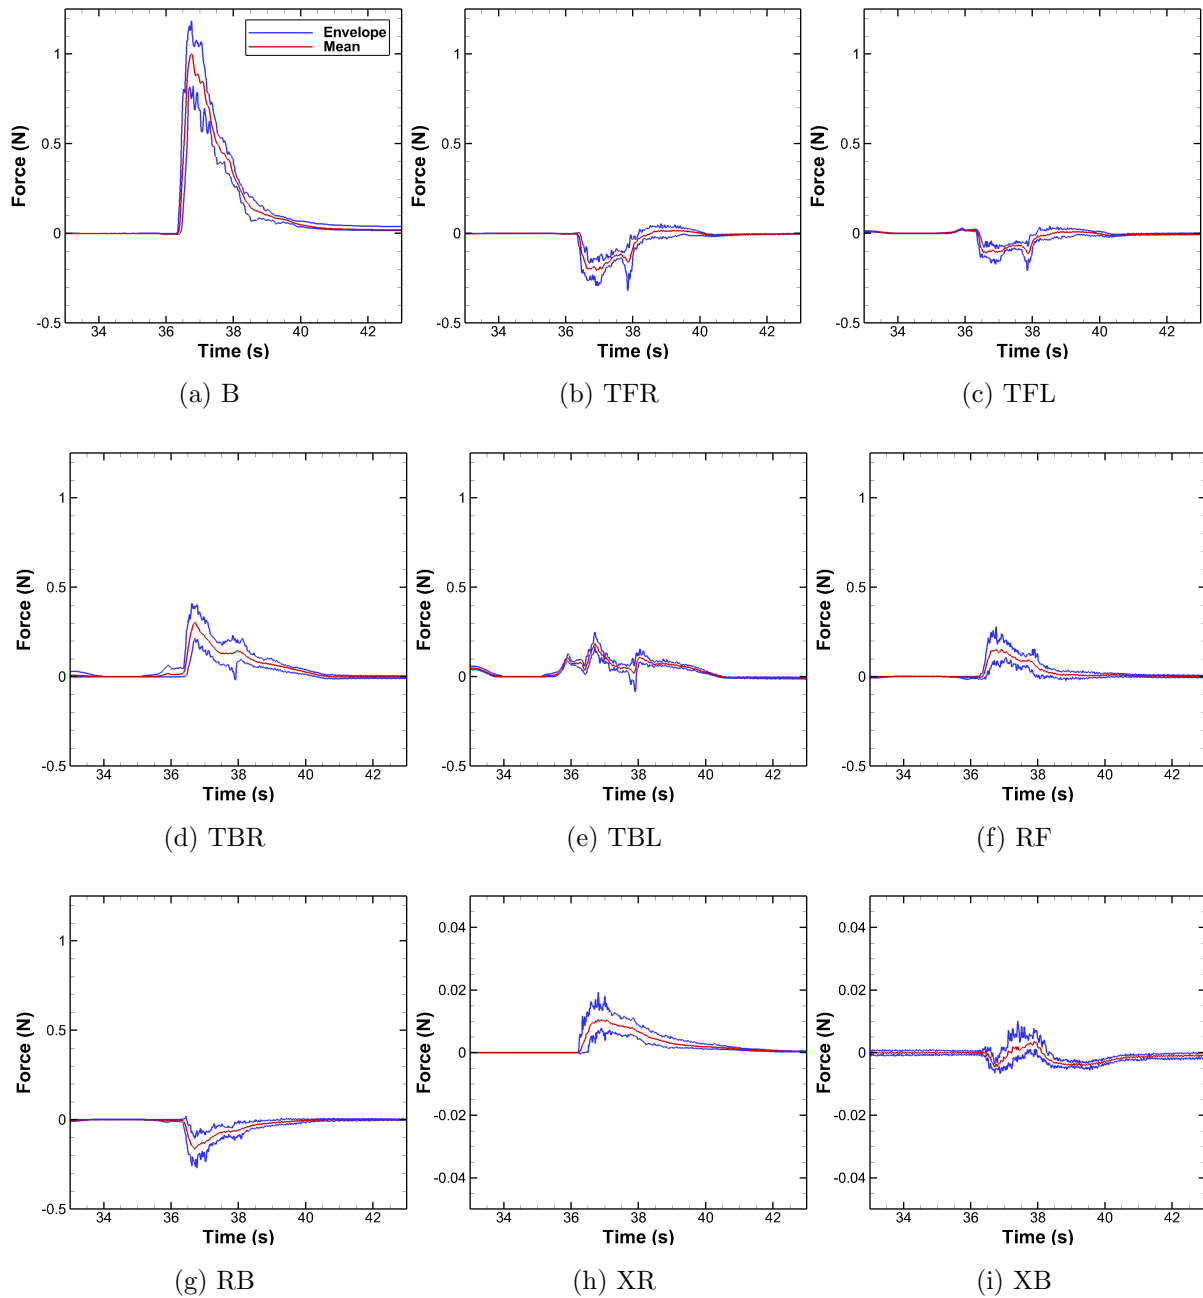 1
0.5
0
-0.5
Force (N)
34 36 38 40 42
Time (s)
Envelope
Mean
(a) B
1
0.5
0
-0.5
Force (N)
34 36 38 40 42
Time (s)
(b) TFR
1
0.5
0
-0.5
Force (N)
34 36 38 40 42
Time (s)
(c) TFL
1
0.5
0
-0.5
Force (N)
34 36 38 40 42
Time (s)
(d) TBR
1
0.5
0
-0.5
Force (N)
34 36 38 40 42
Time (s)
(e) TBL
1
0.5
0
-0.5
Force (N)
34 36 38 40 42
Time (s)
(f) RF
1
0.5
0
-0.5
Force (N)
34 36 38 40 42
Time (s)
(g) RB
0.04
0.02
0
-0.02
-0.04
Force (N)
34 36 38 40 42
Time (s)
(h) XR
0.04
0.02
0
-0.02
-0.04
Force (N)
34 36 38 40 42
Time (s)
(i) XB